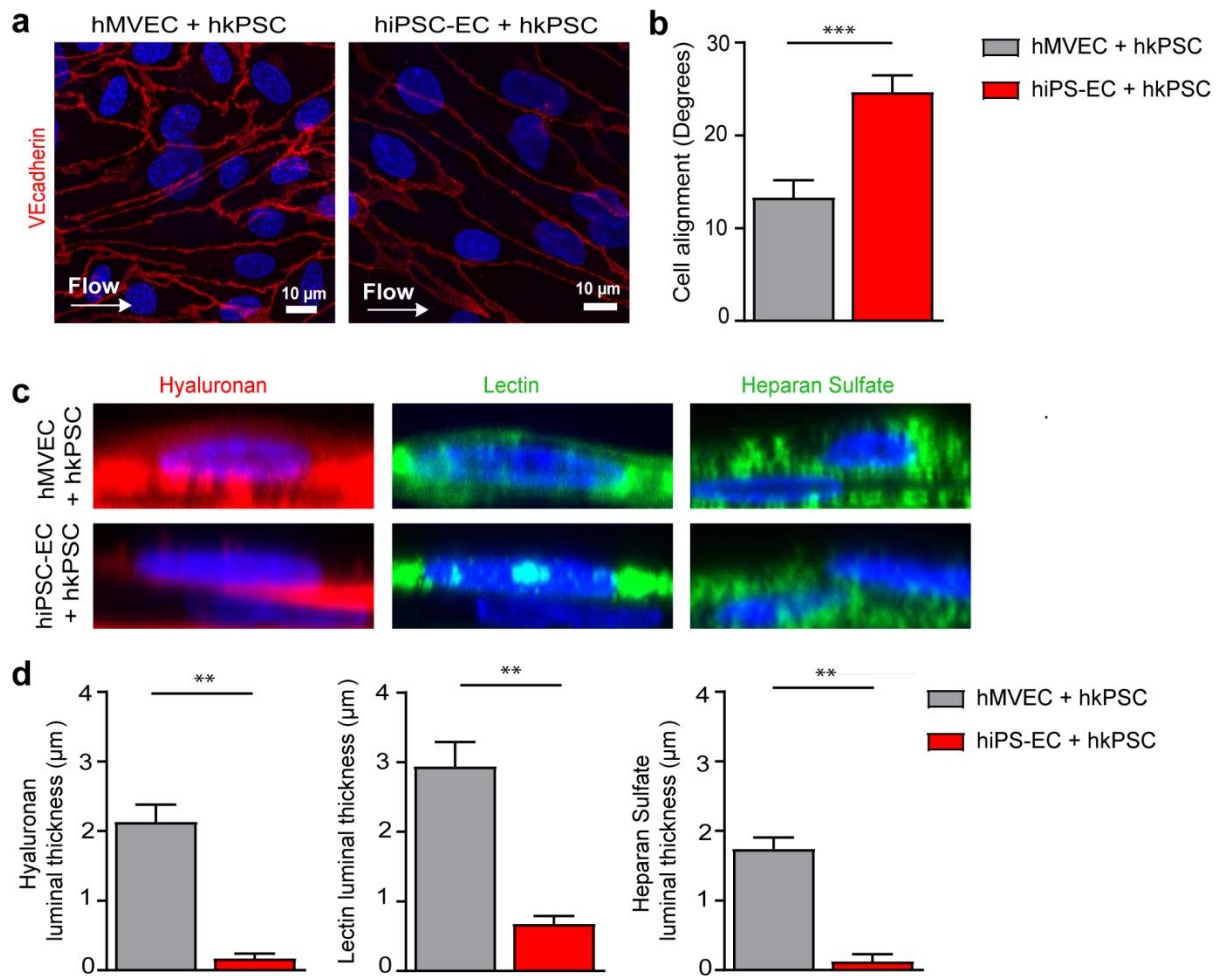 a
hMVEC + hkPSC
hiPSC-EC + hkPSC
VEcadherin
Flow
10 µm
Flow
10 µm
b
Cell alignment (Degrees)
30
20
10
0
***
hMVEC + hkPSC
hiPS-EC + hkPSC
c
Hyaluronan
Lectin
Heparan Sulfate
hMVEC
+ hkPSC
hiPSC-EC
+ hkPSC
d
Hyaluronan
luminal thickness (µm )
4
3
2
1
0
**
Lectin luminal thickness (µm )
4
3
2
1
0
**
Heparan Sulfate
luminal thickness (µm )
4
3
2
1
0
**
hMVEC + hkPSC
hiPS-EC + hkPSC